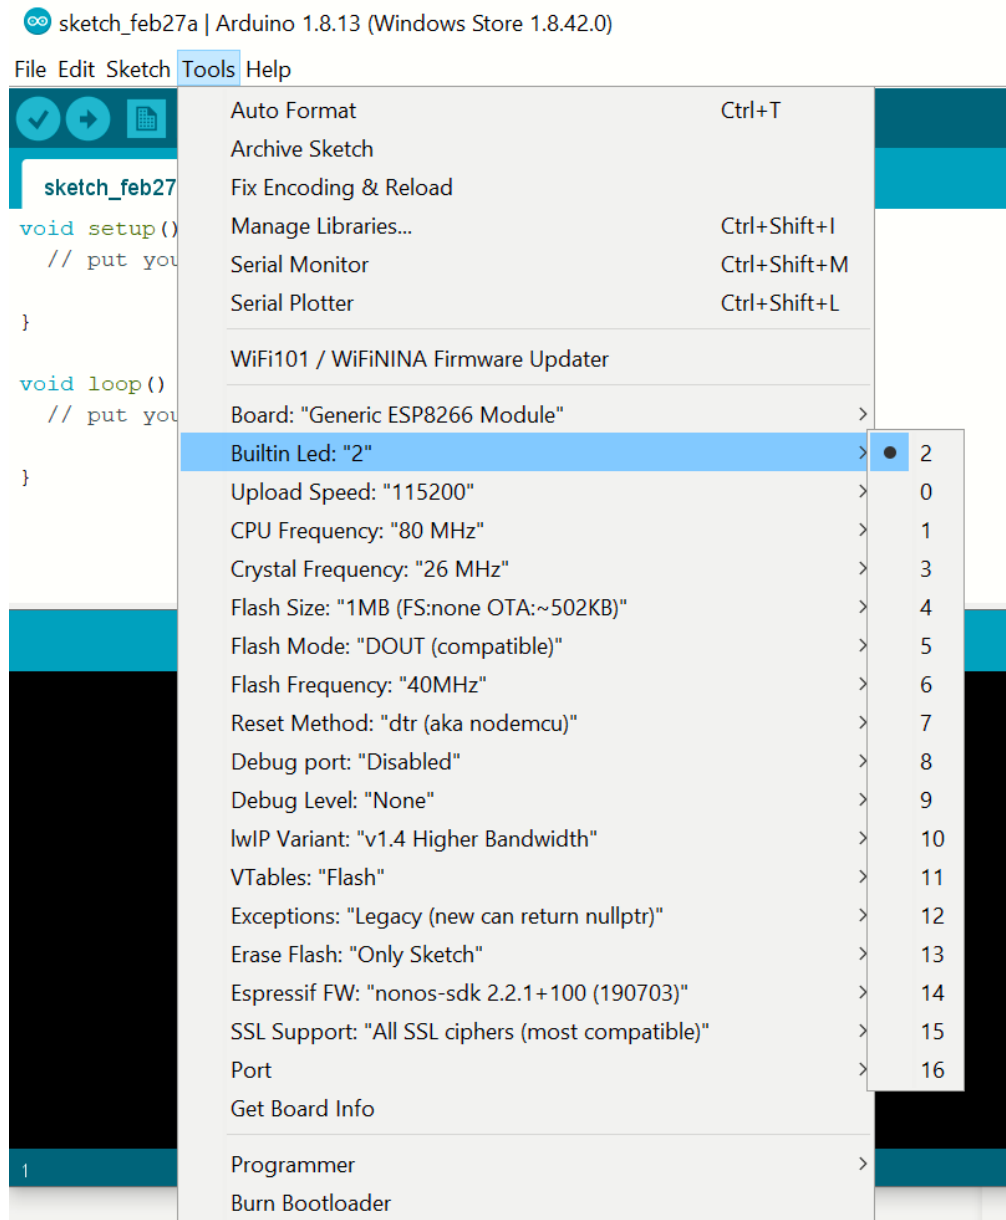 sketch_feb27a | Arduino 1.8.13 (Windows Store 1.8.42.0)
File Edit Sketch Tools Help
sketch_feb27
void setup()
// put you
}
void loop()
// put you
}
Auto Format Ctrl+T
Archive Sketch
Fix Encoding & Reload
Manage Libraries... Ctrl+Shift+I
Serial Monitor Ctrl+Shift+M
Serial Plotter Ctrl+Shift+L
WiFi101 / WiFiNINA Firmware Updater
Board: "Generic ESP8266 Module"
Builtin Led: "2"
Upload Speed: "115200"
CPU Frequency: "80 MHz"
Crystal Frequency: "26 MHz"
Flash Size: "1MB (FS:none OTA:~502KB)"
Flash Mode: "DOUT (compatible)"
Flash Frequency: "40MHz"
Reset Method: "dtr (aka nodemcu)"
Debug port: "Disabled"
Debug Level: "None"
lwIP Variant: "v1.4 Higher Bandwidth"
VTables: "Flash"
Exceptions: "Legacy (new can return nullptr)"
Erase Flash: "Only Sketch"
Espressif FW: "nonos-sdk 2.2.1+100 (190703)"
SSL Support: "All SSL ciphers (most compatible)"
Port
Get Board Info
Programmer
Burn Bootloader
2
0
1
3
4
5
6
7
8
9
10
11
12
13
14
15
16
1